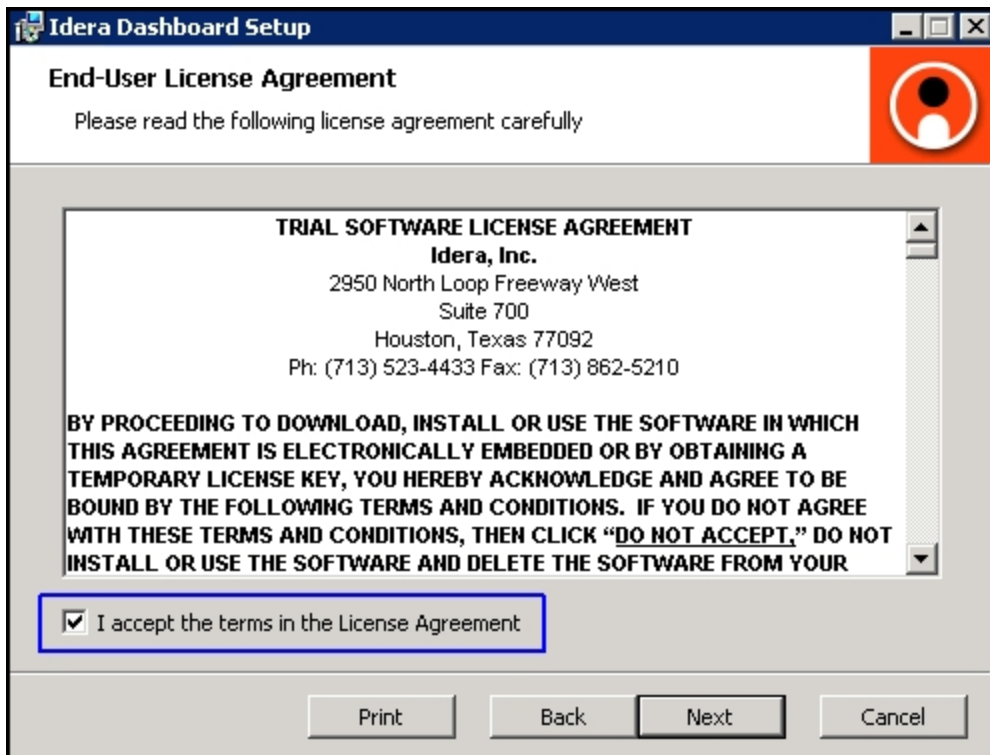 Idera Dashboard Setup
End-User License Agreement
Please read the following license agreement carefully
TRIAL SOFTWARE LICENSE AGREEMENT
Idera, Inc.
2950 North Loop Freeway West
Suite 700
Houston, Texas 77092
Ph: (713) 523-4433 Fax: (713) 862-5210
BY PROCEEDING TO DOWNLOAD, INSTALL OR USE THE SOFTWARE IN WHICH
THIS AGREEMENT IS ELECTRONICALLY EMBEDDED OR BY OBTAINING A
TEMPORARY LICENSE KEY, YOU HEREBY ACKNOWLEDGE AND AGREE TO BE
BOUND BY THE FOLLOWING TERMS AND CONDITIONS.  IF YOU DO NOT AGREE
WITH THESE TERMS AND CONDITIONS, THEN CLICK “DO NOT ACCEPT,” DO NOT
INSTALL OR USE THE SOFTWARE AND DELETE THE SOFTWARE FROM YOUR
I accept the terms in the License Agreement
Print Back Next Cancel